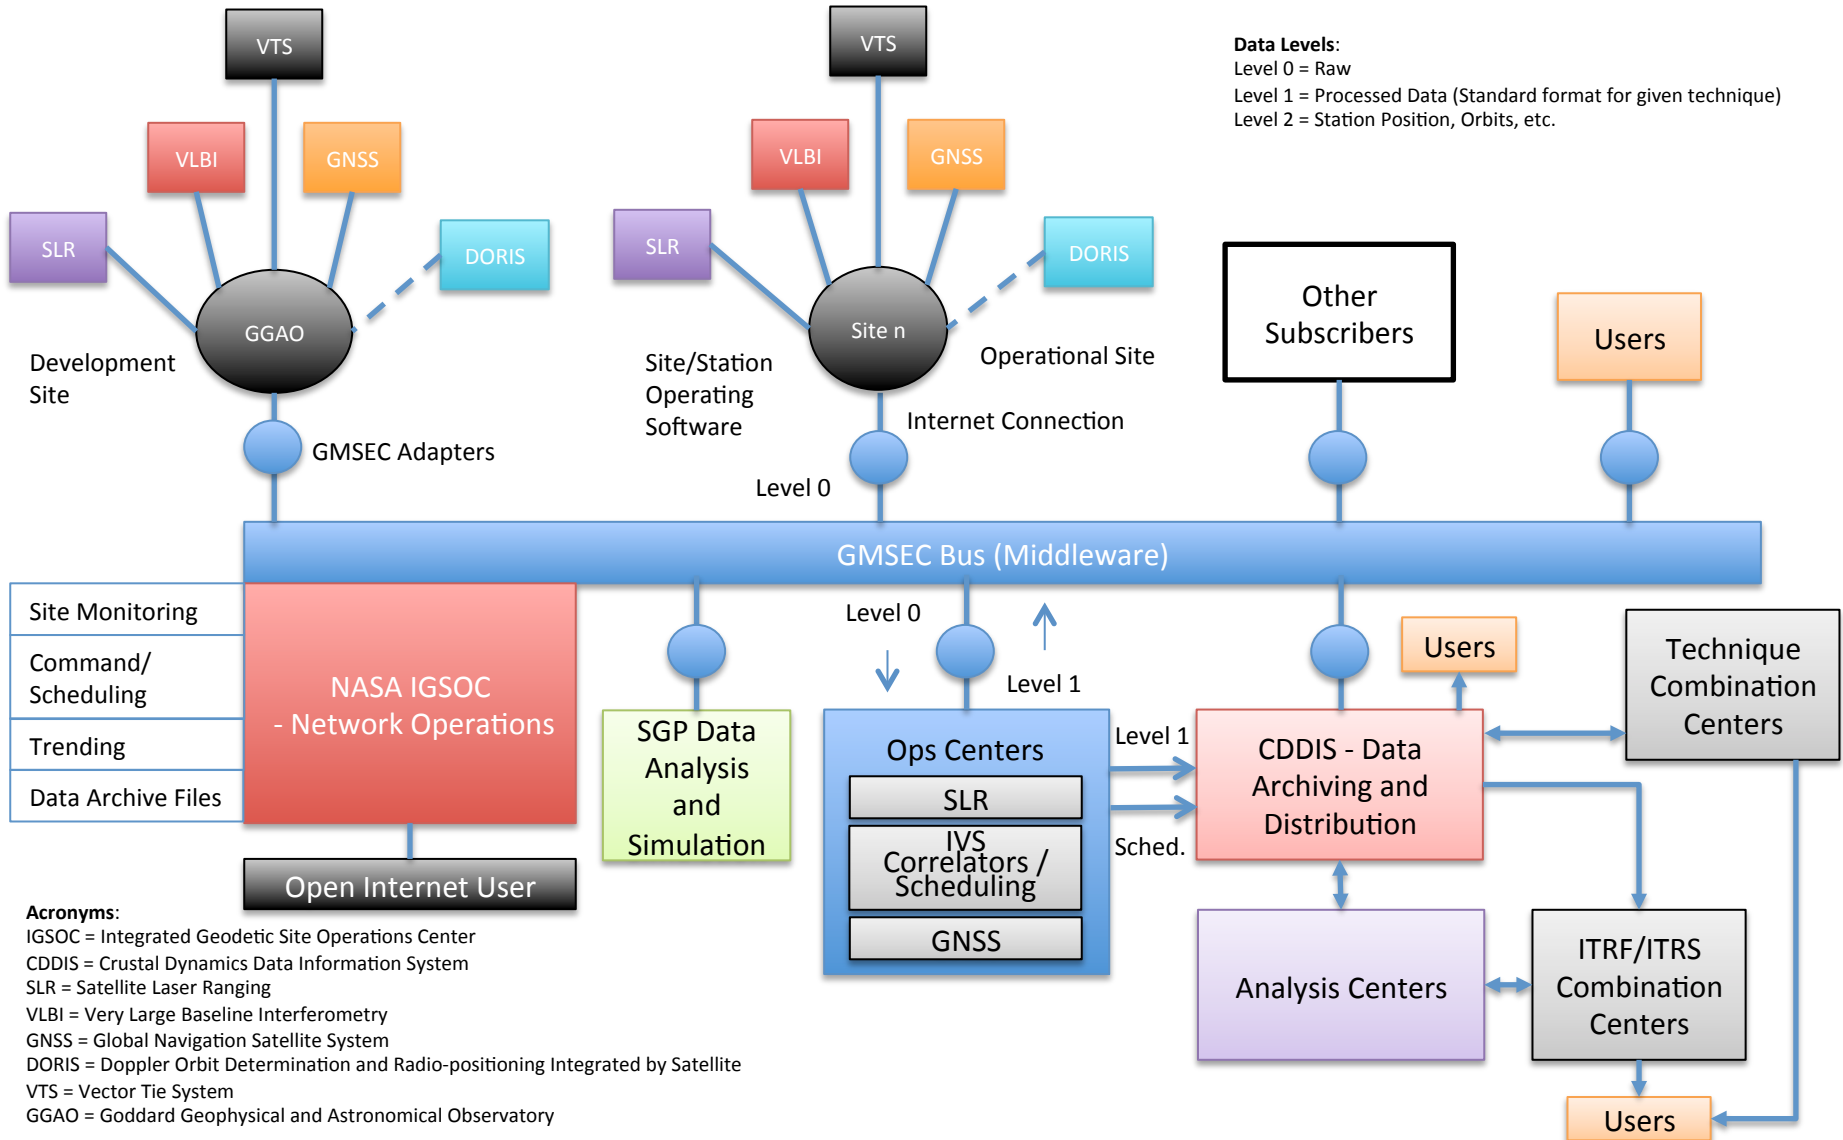 VTS
VTS
Data Levels:
Level 0 = Raw
Level 1 = Processed Data (Standard format for given technique)
Level 2 = Station Position, Orbits, etc.
VLBI
GNSS
VLBI
GNSS
SLR
DORIS
SLR
DORIS
GGAO
Site n
Development
Site
Site/Station
Operating
Software
Operational Site
Internet Connection
Other
Subscribers
Users
GMSEC Adapters
Level 0
GMSEC Bus (Middleware)
Site Monitoring
Command/
Scheduling
Trending
Data Archive Files
NASA IGSOC
- Network Operations
Open Internet User
SGP Data
Analysis
and
Simulation
Level 0
Level 1
Ops Centers
SLR
IVS
Correlators /
Scheduling
GNSS
Level 1
Sched.
Users
CDDIS - Data
Archiving and
Distribution
Technique
Combination
Centers
Analysis Centers
ITRF/ITRS
Combination
Centers
Users
Acronyms:
IGSOC = Integrated Geodetic Site Operations Center
CDDIS = Crustal Dynamics Data Information System
SLR = Satellite Laser Ranging
VLBI = Very Large Baseline Interferometry
GNSS = Global Navigation Satellite System
DORIS = Doppler Orbit Determination and Radio-positioning Integrated by Satellite
VTS = Vector Tie System
GGAO = Goddard Geophysical and Astronomical Observatory